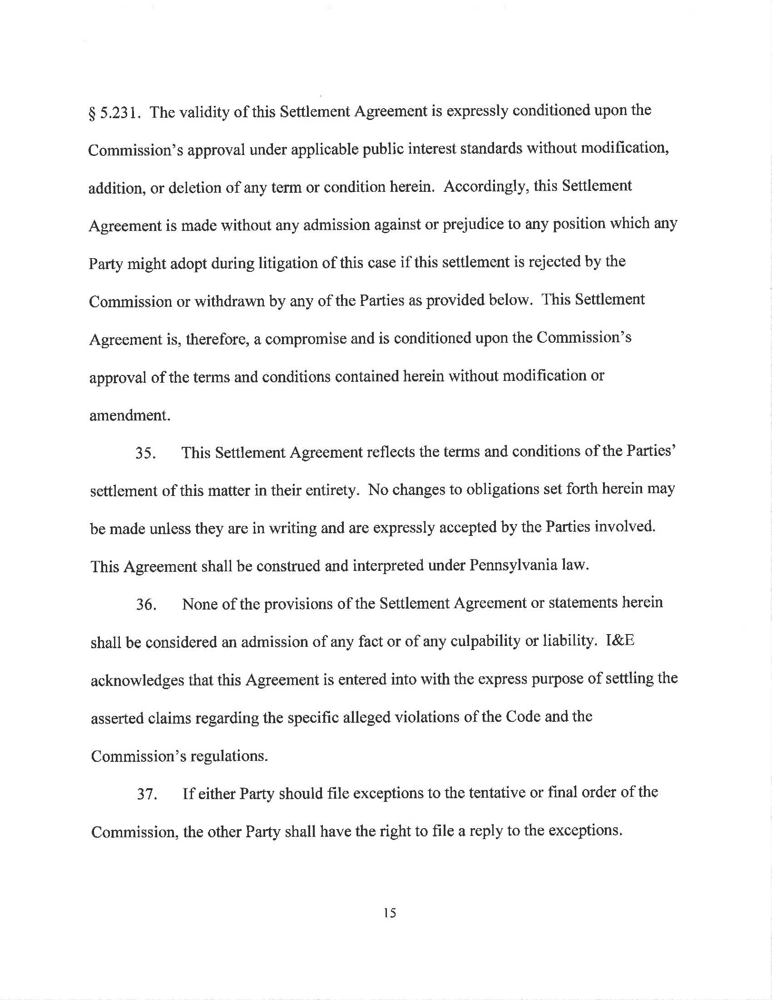 § 5.231.  The validity of this Settlement Agreement is expressly conditioned upon the
Commission's approval under applicable public interest standards without modification,
addition, or deletion of any term or condition herein.  Accordingly, this Settlement
Agreement is made without any admission against or prejudice to any position which any
Party might adopt during litigation of this case if this settlement is rejected by the
Commission or withdrawn by any of the Parties as provided below.  This Settlement
Agreement is, therefore, a compromise and is conditioned upon the Commission's
approval of the terms and conditions contained herein without modification or
amendment.
35. This Settlement Agreement reflects the terms and conditions of the Parties'
settlement of this matter in their entirety.  No changes to obligations set forth herein may
be made unless they are in writing and are expressly accepted by the Parties involved.
This Agreement shall be construed and interpreted under Pennsylvania law.
36. None of the provisions of the Settlement Agreement or statements herein
shall be considered an admission of any fact or of any culpability or liability.  I&E
acknowledges that this Agreement is entered into with the express purpose of settling the
asserted claims regarding the specific alleged violations of the Code and the
Commission's regulations.
37. If either Party should file exceptions to the tentative or final order of the
Commission, the other Party shall have the right to file a reply to the exceptions.
15